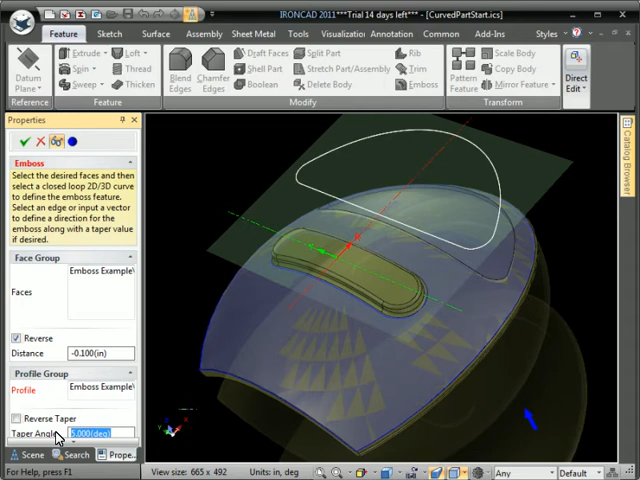 IRONCAD 2011***Trial 14 days left*** - [CurvedPartStart.ics]
Feature Sketch Surface Assembly Sheet Metal Tools Visualization Annotation Common Add-Ins Styles
Datum Plane
Extrude
Spin
Sweep
Shell
Thread
Thicken
Blend Edges
Chamfer Edges
Draft Faces
Shell Part
Boolean
Split Part
Stretch Part/Assembly
Delete Body
Rib
Trim
Emboss
Pattern Feature
Scale Body
Copy Body
Mirror Feature
Direct Edit
Reference Feature Modify Transform
Properties
Emboss
Select the desired faces and then
select a closed loop 2D/3D curve
to define the emboss feature.
Select an edge or input a vector
to define a direction for the
emboss along with a taper value
if desired.
Face Group
Faces Emboss Example\
Reverse
Distance -0.100(in)
Profile Group
Profile Emboss Example\
Reverse Taper
Taper Angle 5.000(deg)
Scene Search Prope...
Catalog Browser
For Help, press F1 View size: 665 x 492 Units: in, deg Any Default